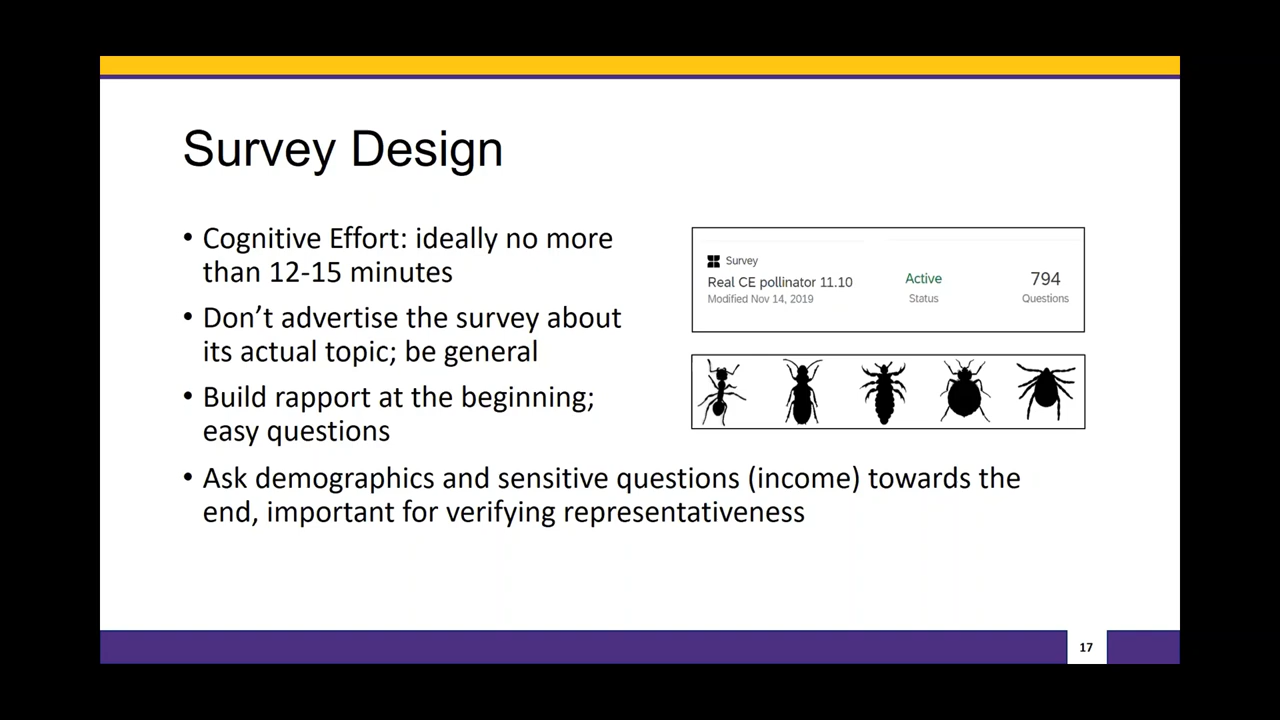 Survey Design
• Cognitive Effort: ideally no more
than 12-15 minutes
• Don’t advertise the survey about
its actual topic; be general
• Build rapport at the beginning;
easy questions
• Ask demographics and sensitive questions (income) towards the
end, important for verifying representativeness
Survey
Real CE pollinator 11.10
Modified Nov 14, 2019
Active
Status
794
Questions
17